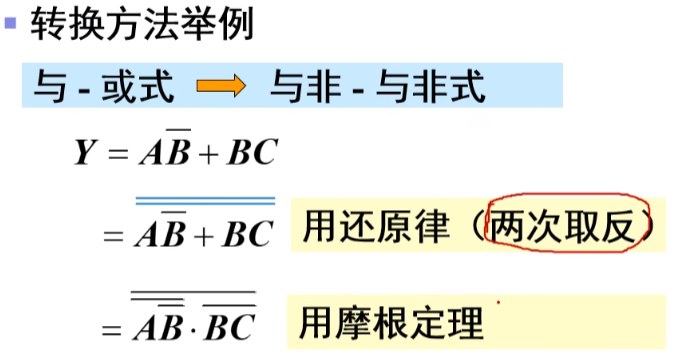 转换方法举例
与 - 或式 与非 - 与非式
Y = A\overline{B} + BC
= \overline{\overline{A\overline{B} + BC}} 用还原律（两次取反）
= \overline{\overline{A\overline{B}} · \overline{BC}} 用摩根定理